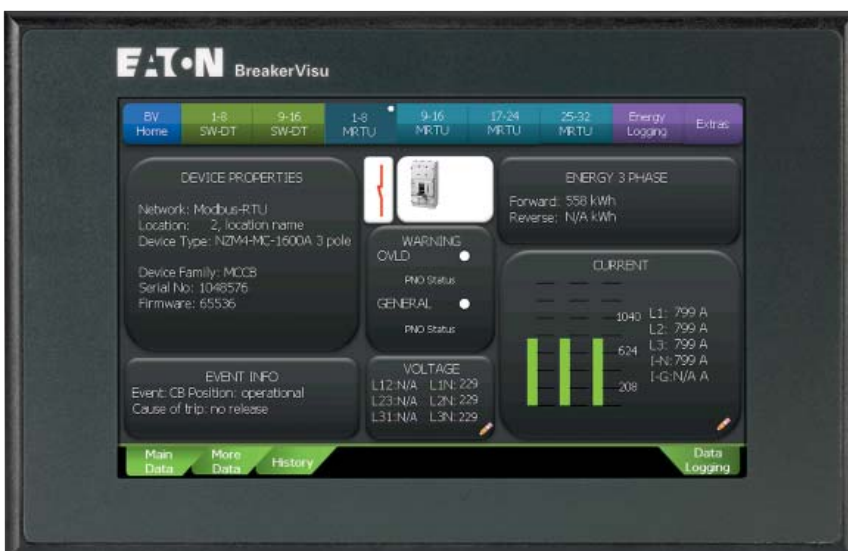 EATON BreakerVisu
BV Home
1-8 SW-DT
9-16 SW-DT
1-8 MRTU
9-16 MRTU
17-24 MRTU
25-32 MRTU
Energy Logging
Extras
DEVICE PROPERTIES
Network: Modbus-RTU
Location: 2, location name
Device Type: NZM4-MC-1600A 3 pole
Device Family: MCCB
Serial No: 1048576
Firmware: 65536
WARNING
OVLD
PNO Status
GENERAL
PNO Status
ENERGY 3 PHASE
Forward: 558 kWh
Reverse: N/A kWh
CURRENT
1040
624
208
L1: 799 A
L2: 799 A
L3: 799 A
I-N: 799 A
I-G:N/A A
EVENT INFO
Event: CB Position: operational
Cause of trip: no release
VOLTAGE
L12:N/A L1N: 229
L23:N/A L2N: 229
L31:N/A L3N: 229
Main Data
More Data
History
Data Logging